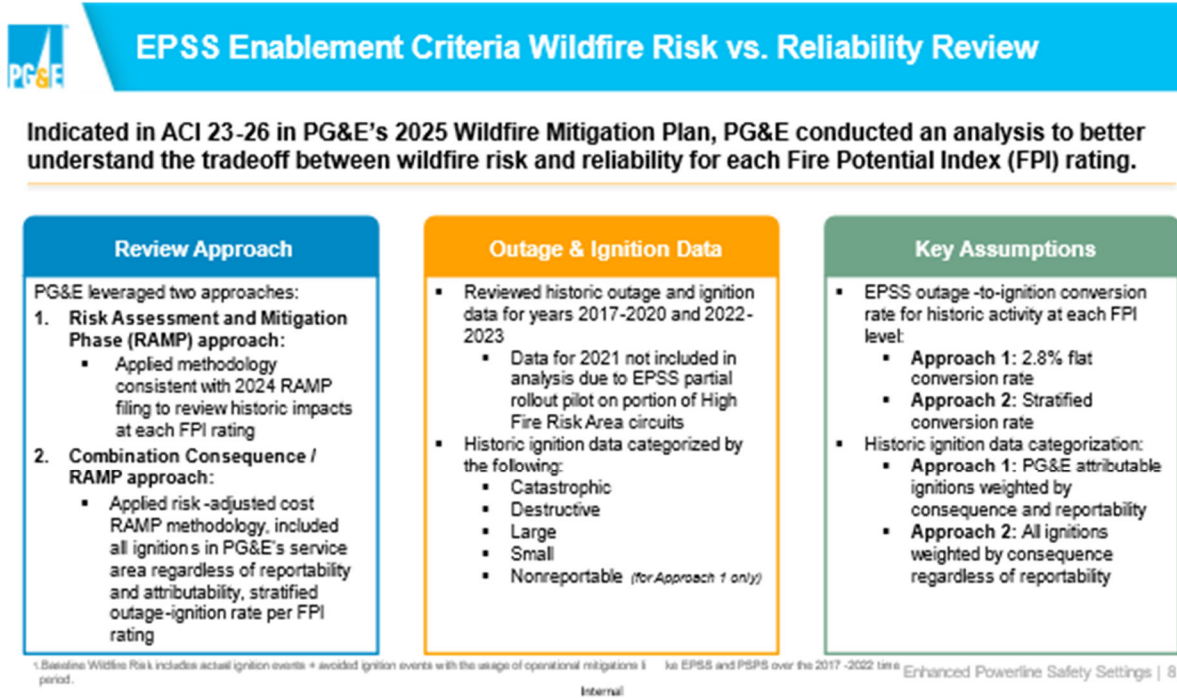 PG&E
EPSS Enablement Criteria Wildfire Risk vs. Reliability Review
Indicated in ACI 23-26 in PG&E's 2025 Wildfire Mitigation Plan, PG&E conducted an analysis to better
understand the tradeoff between wildfire risk and reliability for each Fire Potential Index (FPI) rating.
Review Approach
PG&E leveraged two approaches:
1. Risk Assessment and Mitigation
Phase (RAMP) approach:
▪ Applied methodology
consistent with 2024 RAMP
filing to review historic impacts
at each FPI rating
2. Combination Consequence /
RAMP approach:
▪ Applied risk -adjusted cost
RAMP methodology, included
all ignitions in PG&E's service
area regardless of reportability
and attributability, stratified
outage-ignition rate per FPI
rating
Outage & Ignition Data
▪ Reviewed historic outage and ignition
data for years 2017-2020 and 2022-
2023
▪ Data for 2021 not included in
analysis due to EPSS partial
rollout pilot on portion of High
Fire Risk Area circuits
▪ Historic ignition data categorized by
the following:
▪ Catastrophic
▪ Destructive
▪ Large
▪ Small
▪ Nonreportable (for Approach 1 only)
Key Assumptions
▪ EPSS outage -to-ignition conversion
rate for historic activity at each FPI
level:
▪ Approach 1: 2.8% flat
conversion rate
▪ Approach 2: Stratified
conversion rate
▪ Historic ignition data categorization:
▪ Approach 1: PG&E attributable
ignitions weighted by
consequence and reportability
▪ Approach 2: All ignitions
weighted by consequence
regardless of reportability
1.Baseline Wildfire Risk includes actual ignition events + avoided ignition events with the usage of operational mitigations li ke EPSS and PSPS over the 2017 -2022 time
period.
Enhanced Powerline Safety Settings | 8
Internal